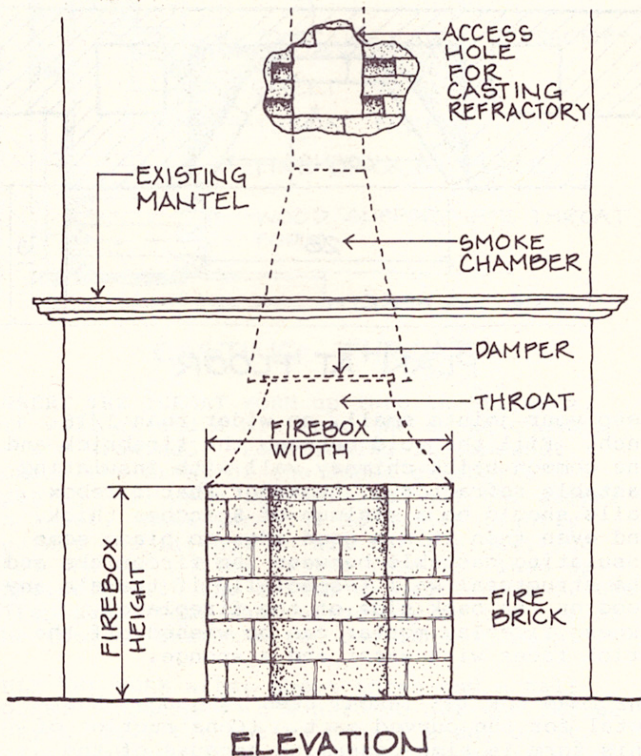 ACCESS
HOLE
FOR
CASTING
REFRACTORY
EXISTING
MANTEL
SMOKE
CHAMBER
DAMPER
THROAT
FIREBOX
WIDTH
FIREBOX
HEIGHT
FIRE
BRICK
ELEVATION